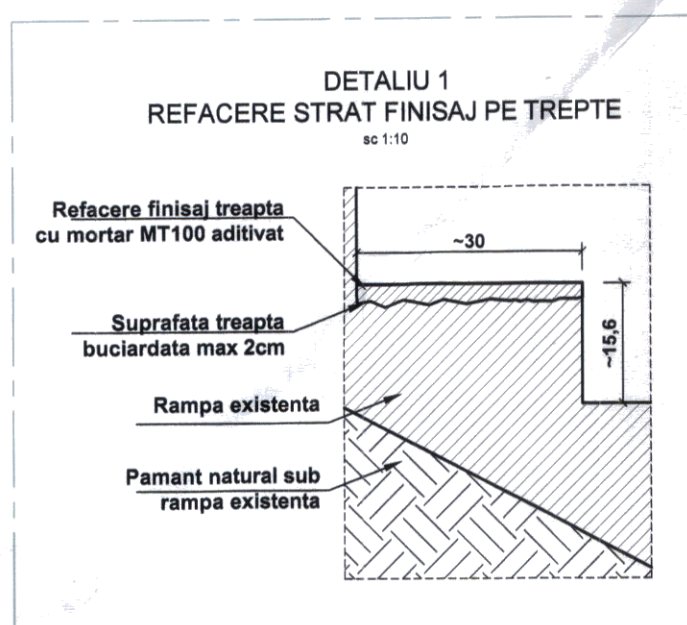 DETALIU 1
REFACERE STRAT FINISAJ PE TREPTE
sc 1:10
Refacere finisaj treapta
cu mortar MT100 aditivat
~30
Suprafata treapta
buciardata max 2cm
~15,6
Rampa existenta
Pamant natural sub
rampa existenta